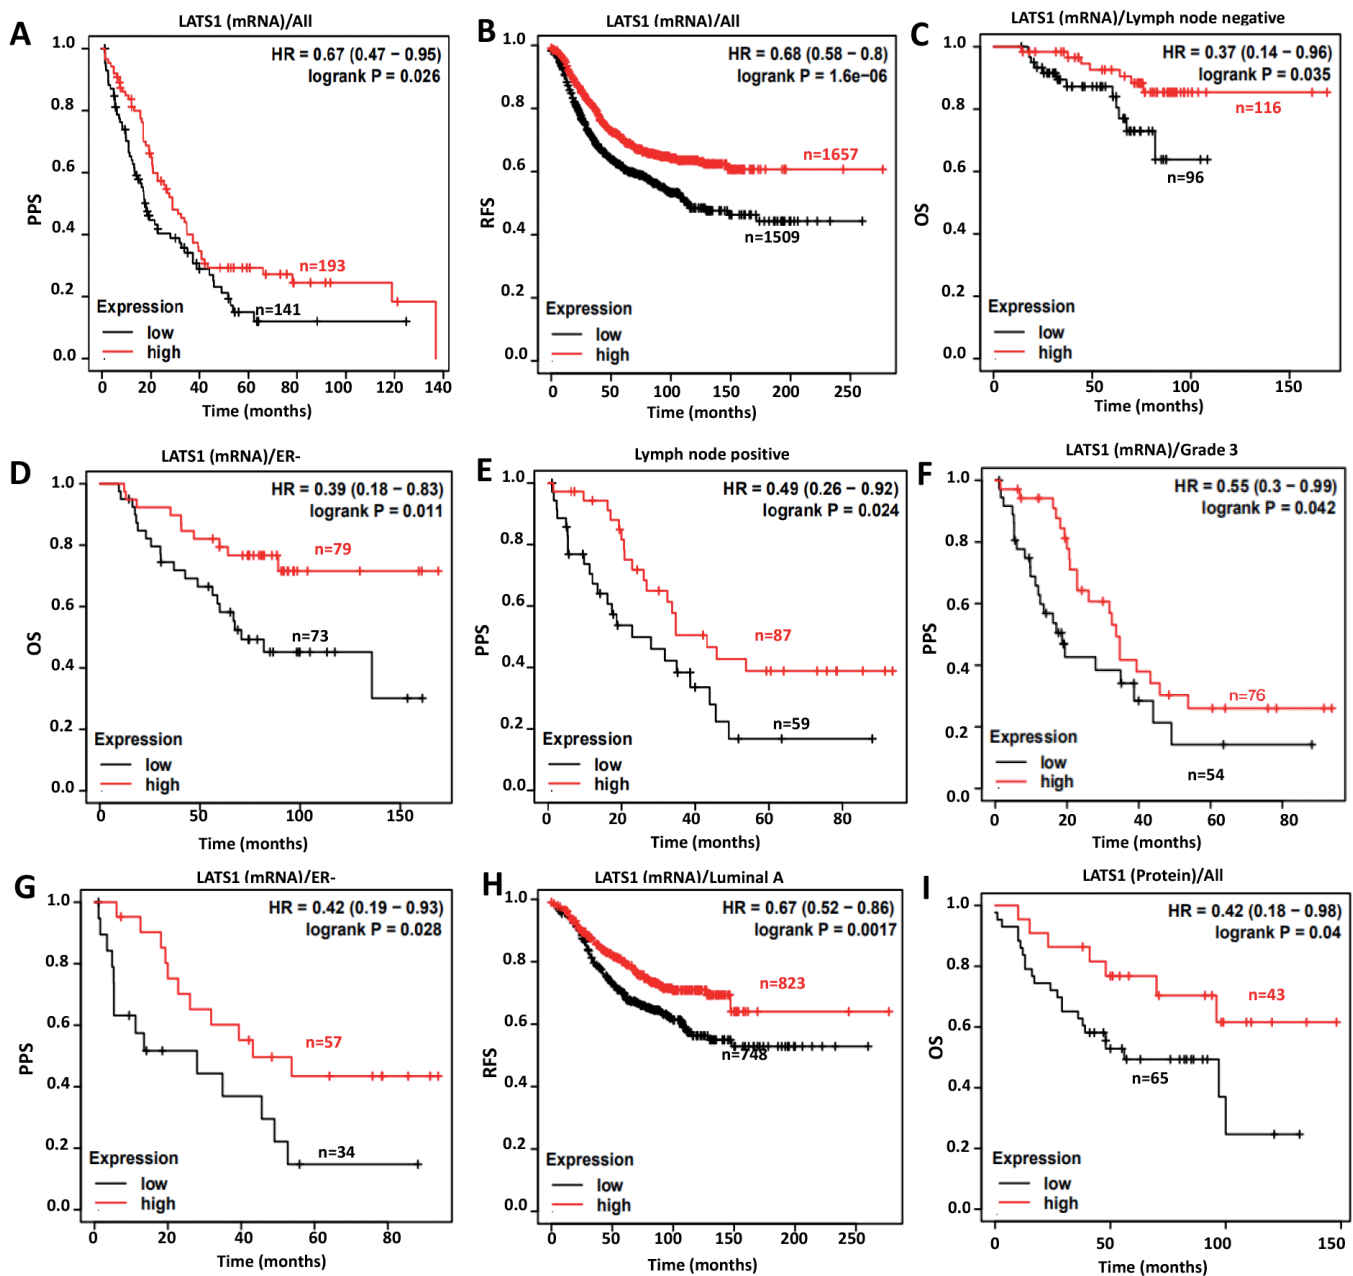 A
LATS1 (mRNA)/All
HR = 0.67 (0.47 − 0.95)
logrank P = 0.026
PPS
1.0
0.8
0.6
0.4
0.2
0.0
n=193
n=141
Expression
low
high
0 20 40 60 80 100 120 140
Time (months)
B
LATS1 (mRNA)/All
HR = 0.68 (0.58 − 0.8)
logrank P = 1.6e−06
RFS
1.0
0.8
0.6
0.4
0.2
0.0
n=1657
n=1509
Expression
low
high
0 50 100 150 200 250
Time (months)
C
LATS1 (mRNA)/Lymph node negative
HR = 0.37 (0.14 − 0.96)
logrank P = 0.035
OS
1.0
0.8
0.6
0.4
0.2
0.0
n=116
n=96
Expression
low
high
0 50 100 150
Time (months)
D
LATS1 (mRNA)/ER-
HR = 0.39 (0.18 − 0.83)
logrank P = 0.011
OS
1.0
0.8
0.6
0.4
0.2
0.0
n=79
n=73
Expression
low
high
0 50 100 150
Time (months)
E
Lymph node positive
HR = 0.49 (0.26 − 0.92)
logrank P = 0.024
PPS
1.0
0.8
0.6
0.4
0.2
0.0
n=87
n=59
Expression
low
high
0 20 40 60 80
Time (months)
F
LATS1 (mRNA)/Grade 3
HR = 0.55 (0.3 − 0.99)
logrank P = 0.042
PPS
1.0
0.8
0.6
0.4
0.2
0.0
n=76
n=54
Expression
low
high
0 20 40 60 80
Time (months)
G
LATS1 (mRNA)/ER-
HR = 0.42 (0.19 − 0.93)
logrank P = 0.028
PPS
1.0
0.8
0.6
0.4
0.2
0.0
n=57
n=34
Expression
low
high
0 20 40 60 80
Time (months)
H
LATS1 (mRNA)/Luminal A
HR = 0.67 (0.52 − 0.86)
logrank P = 0.0017
RFS
1.0
0.8
0.6
0.4
0.2
0.0
n=823
n=748
Expression
low
high
0 50 100 150 200 250
Time (months)
I
LATS1 (Protein)/All
HR = 0.42 (0.18 − 0.98)
logrank P = 0.04
OS
1.0
0.8
0.6
0.4
0.2
0.0
n=43
n=65
Expression
low
high
0 50 100 150
Time (months)